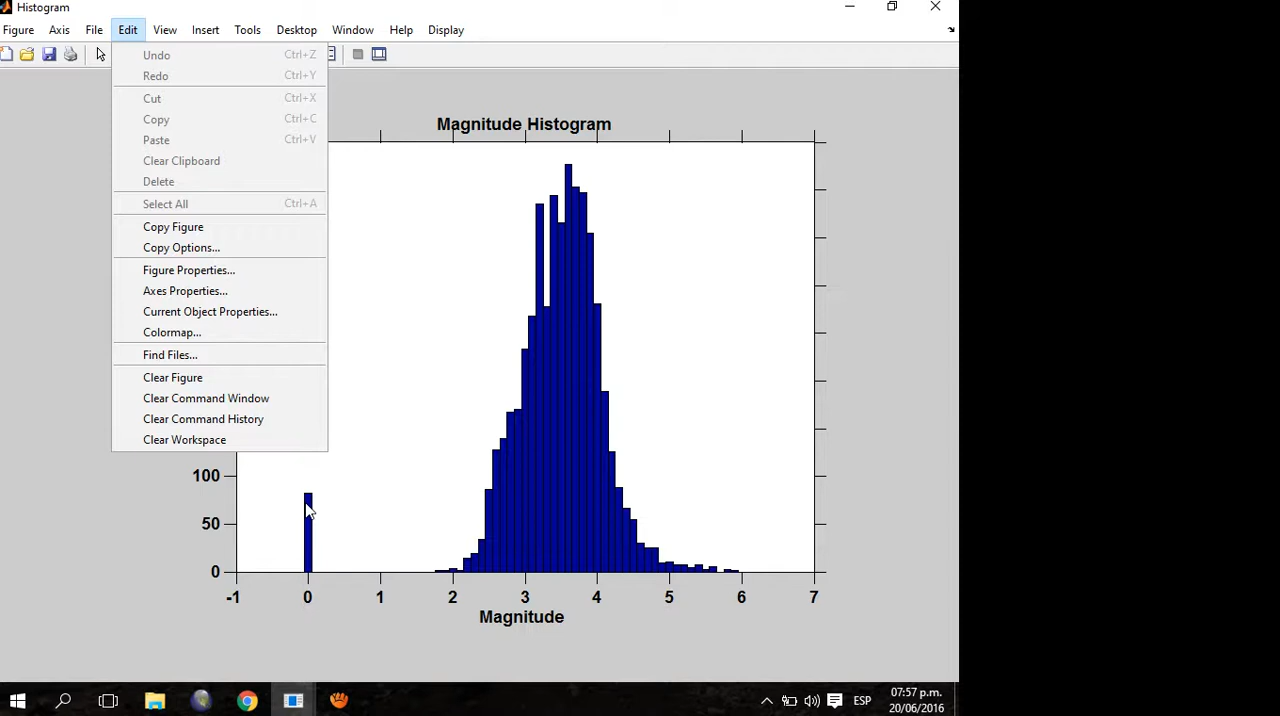 Histogram
Figure Axis File Edit View Insert Tools Desktop Window Help Display
Undo Ctrl+Z
Redo Ctrl+Y
Cut Ctrl+X
Copy Ctrl+C
Paste Ctrl+V
Clear Clipboard
Delete
Select All Ctrl+A
Copy Figure
Copy Options...
Figure Properties...
Axes Properties...
Current Object Properties...
Colormap...
Find Files...
Clear Figure
Clear Command Window
Clear Command History
Clear Workspace
Magnitude Histogram
100
50
0
-1 0 1 2 3 4 5 6 7
Magnitude
ESP
07:57 p.m.
20/06/2016